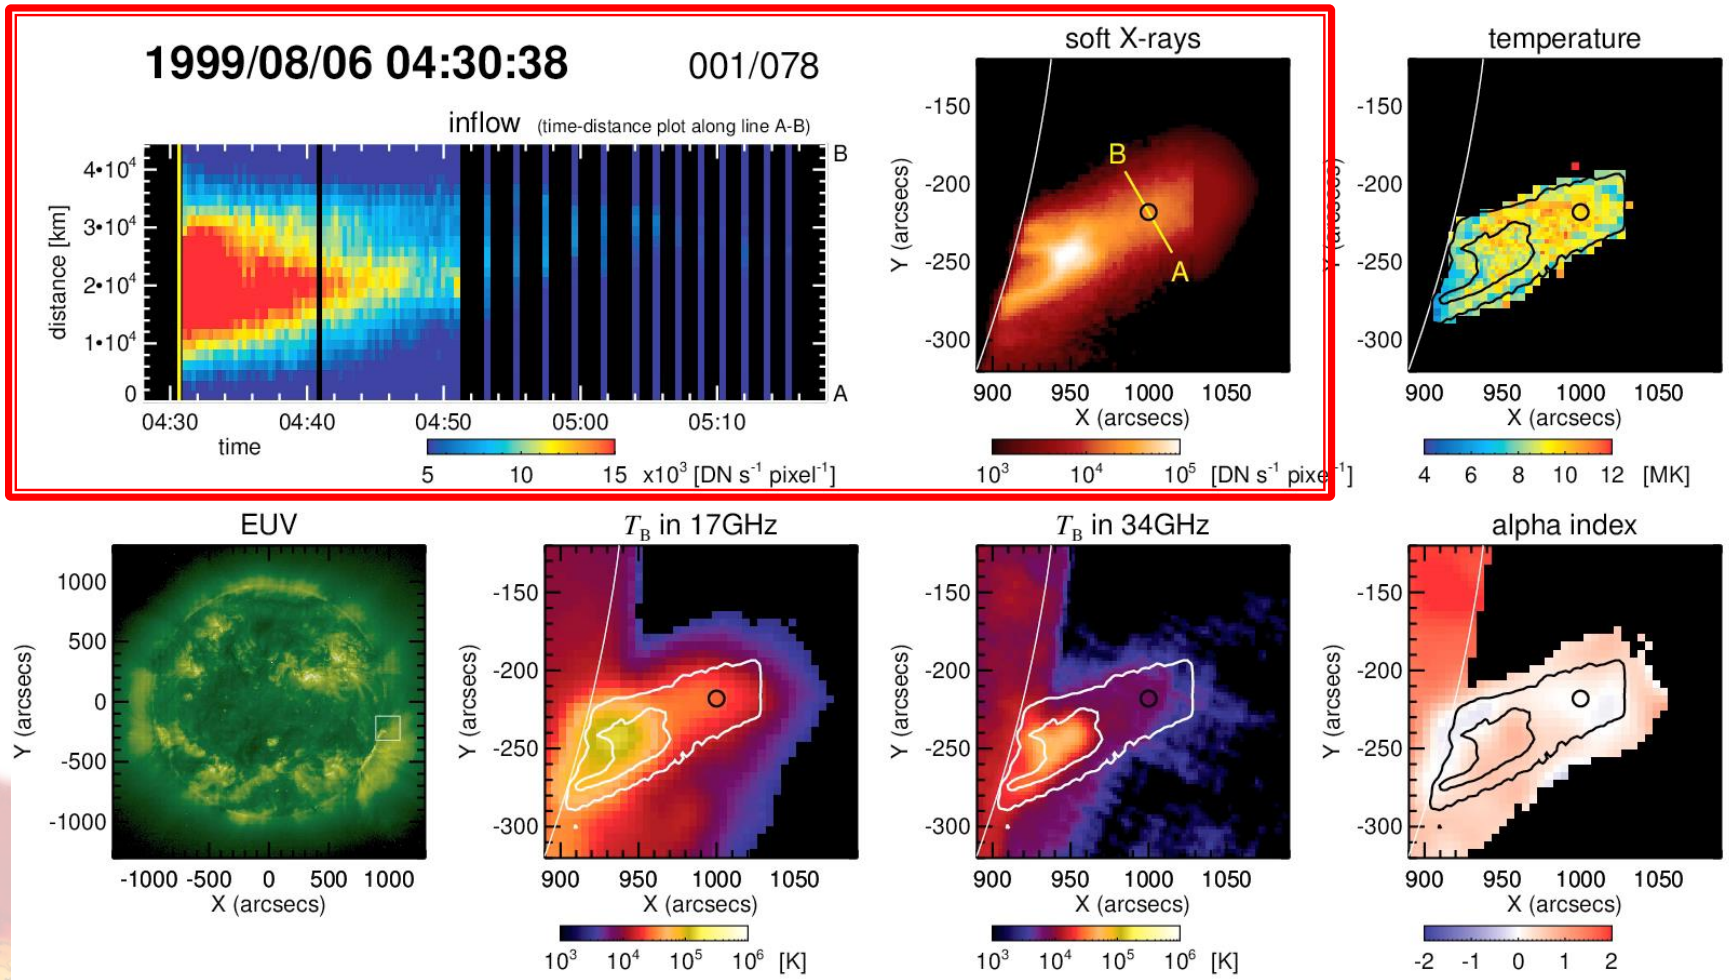 1999/08/06 04:30:38 001/078
inflow (time-distance plot along line A-B)
distance [km]
4•10⁴
3•10⁴
2•10⁴
1•10⁴
0
B
A
04:30 04:40 04:50 05:00 05:10
time
5 10 15 x10³ [DN s⁻¹ pixel⁻¹]
soft X-rays
Y (arcsecs)
-150
-200
-250
-300
B
A
900 950 1000 1050
X (arcsecs)
10³ 10⁴ 10⁵ [DN s⁻¹ pixel⁻¹]
temperature
Y (arcsecs)
-150
-200
-250
-300
900 950 1000 1050
X (arcsecs)
4 6 8 10 12 [MK]
EUV
Y (arcsecs)
1000
500
0
-500
-1000
-1000 -500 0 500 1000
X (arcsecs)
T_B in 17GHz
Y (arcsecs)
-150
-200
-250
-300
900 950 1000 1050
X (arcsecs)
10³ 10⁴ 10⁵ 10⁶ [K]
T_B in 34GHz
Y (arcsecs)
-150
-200
-250
-300
900 950 1000 1050
X (arcsecs)
10³ 10⁴ 10⁵ 10⁶ [K]
alpha index
Y (arcsecs)
-150
-200
-250
-300
900 950 1000 1050
X (arcsecs)
-2 -1 0 1 2